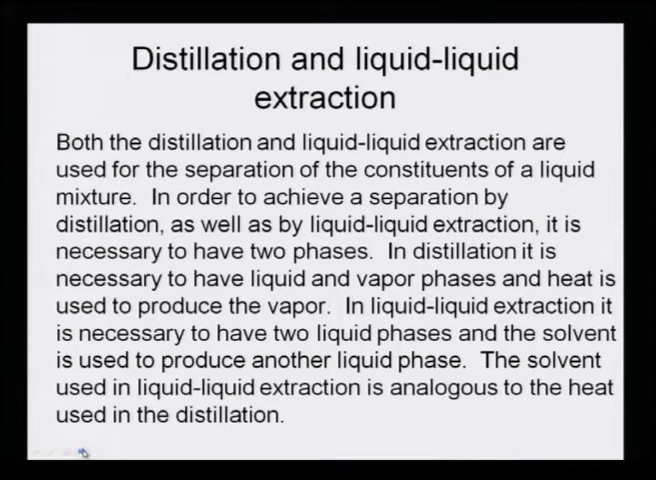 Distillation and liquid-liquid
extraction
Both the distillation and liquid-liquid extraction are
used for the separation of the constituents of a liquid
mixture. In order to achieve a separation by
distillation, as well as by liquid-liquid extraction, it is
necessary to have two phases. In distillation it is
necessary to have liquid and vapor phases and heat is
used to produce the vapor. In liquid-liquid extraction it
is necessary to have two liquid phases and the solvent
is used to produce another liquid phase. The solvent
used in liquid-liquid extraction is analogous to the heat
used in the distillation.